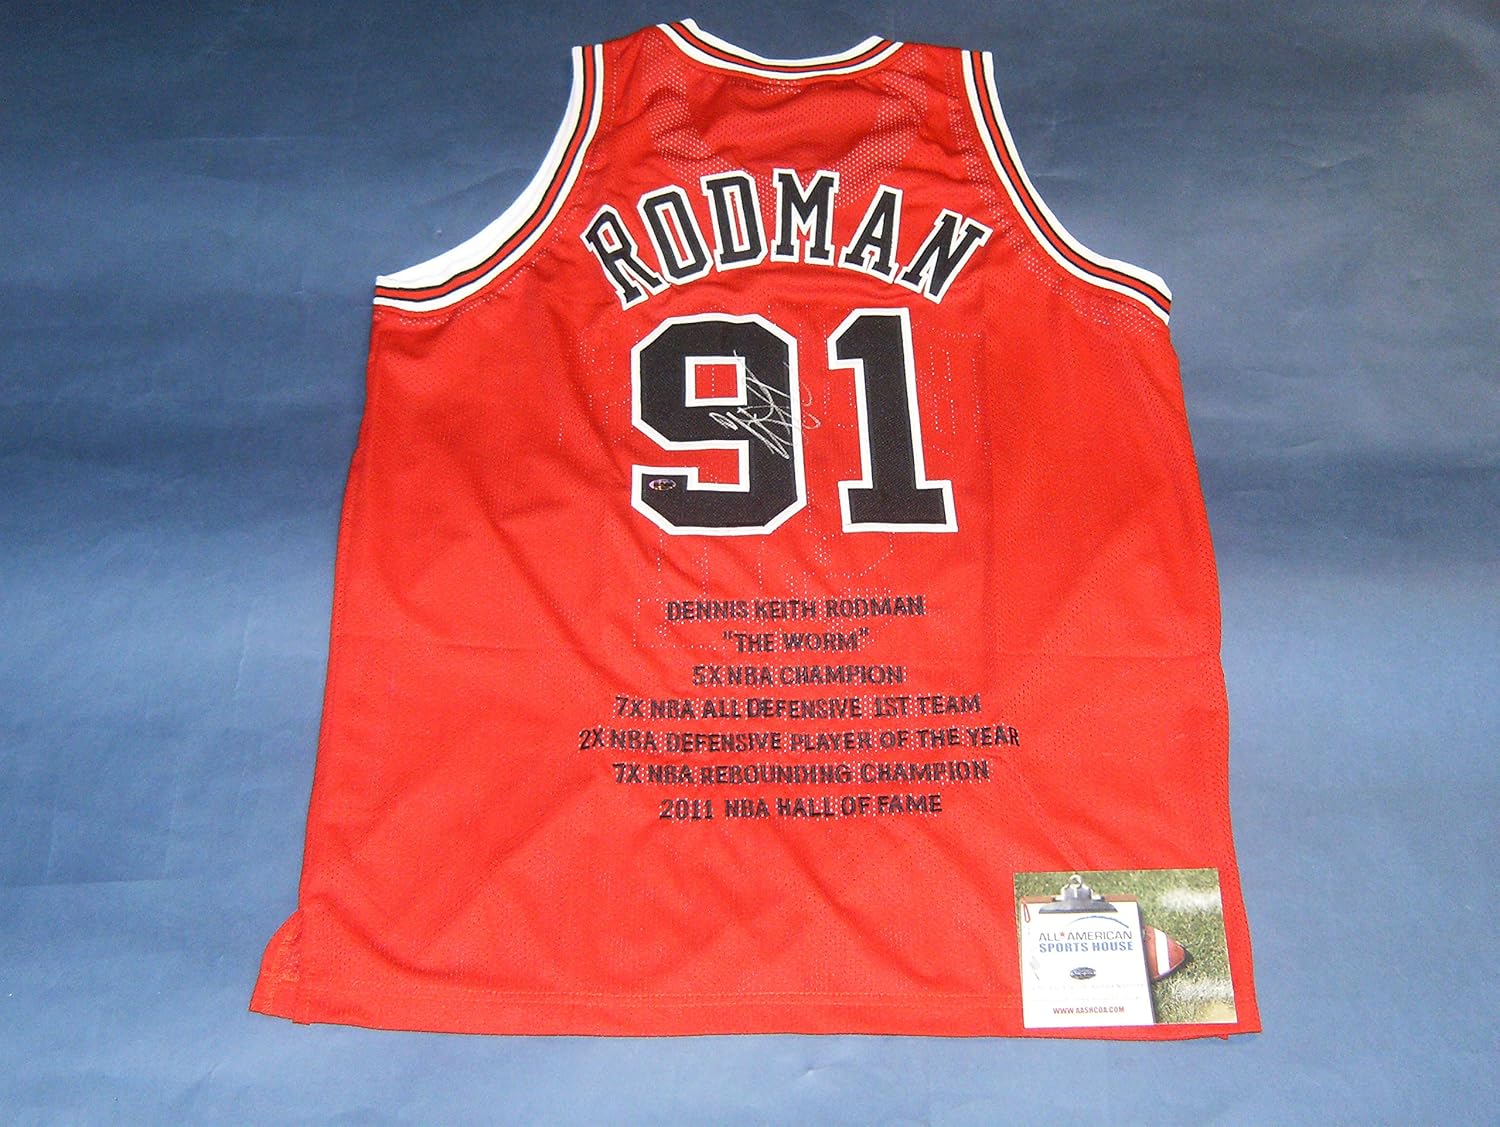 RODMAN
91
DENNIS KEITH RODMAN
"THE WORM"
5X NBA CHAMPION
7X NBA ALL DEFENSIVE 1ST TEAM
2X NBA DEFENSIVE PLAYER OF THE YEAR
7X NBA REBOUNDING CHAMPION
2011 NBA HALL OF FAME
ALL*AMERICAN
SPORTS HOUSE
WWW.AASHCOA.COM